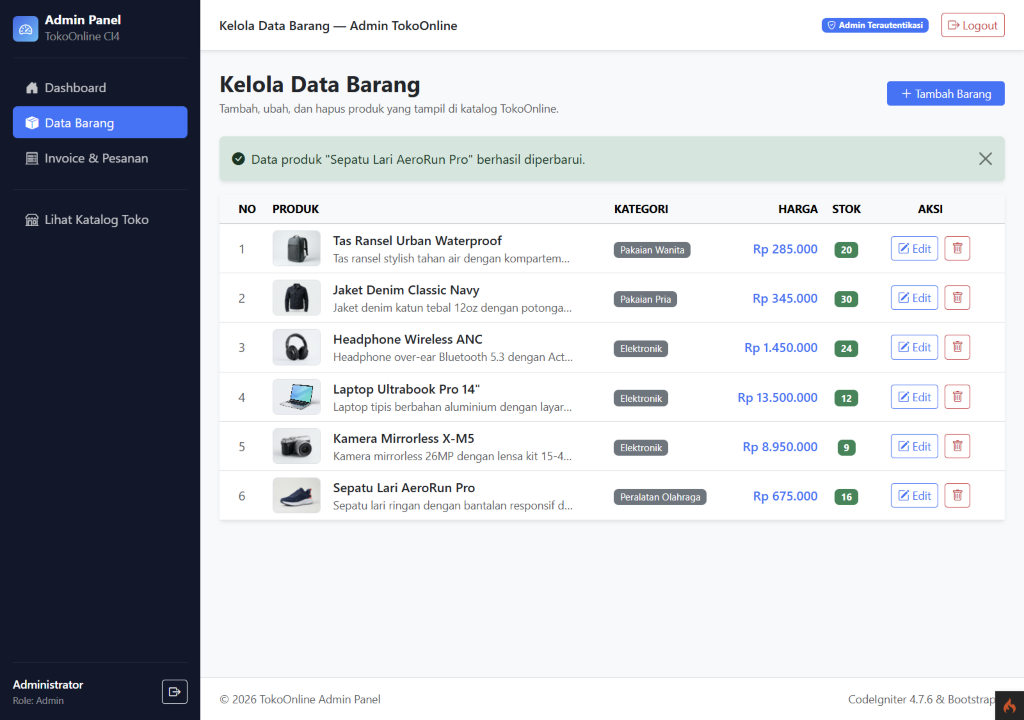 Admin Panel
TokoOnline CI4
Dashboard
Data Barang
Invoice & Pesanan
Lihat Katalog Toko
Administrator
Role: Admin
Kelola Data Barang — Admin TokoOnline
Admin Terautentikasi
Logout
Kelola Data Barang
Tambah, ubah, dan hapus produk yang tampil di katalog TokoOnline.
+ Tambah Barang
Data produk "Sepatu Lari AeroRun Pro" berhasil diperbarui.
NO PRODUK KATEGORI HARGA STOK AKSI
1 Tas Ransel Urban Waterproof Pakaian Wanita Rp 285.000 20 Edit
Tas ransel stylish tahan air dengan kompartem...
2 Jaket Denim Classic Navy Pakaian Pria Rp 345.000 30 Edit
Jaket denim katun tebal 12oz dengan potonga...
3 Headphone Wireless ANC Elektronik Rp 1.450.000 24 Edit
Headphone over-ear Bluetooth 5.3 dengan Act...
4 Laptop Ultrabook Pro 14" Elektronik Rp 13.500.000 12 Edit
Laptop tipis berbahan aluminium dengan layar...
5 Kamera Mirrorless X-M5 Elektronik Rp 8.950.000 9 Edit
Kamera mirrorless 26MP dengan lensa kit 15-4...
6 Sepatu Lari AeroRun Pro Peralatan Olahraga Rp 675.000 16 Edit
Sepatu lari ringan dengan bantalan responsif d...
© 2026 TokoOnline Admin Panel
CodeIgniter 4.7.6 & Bootstrap